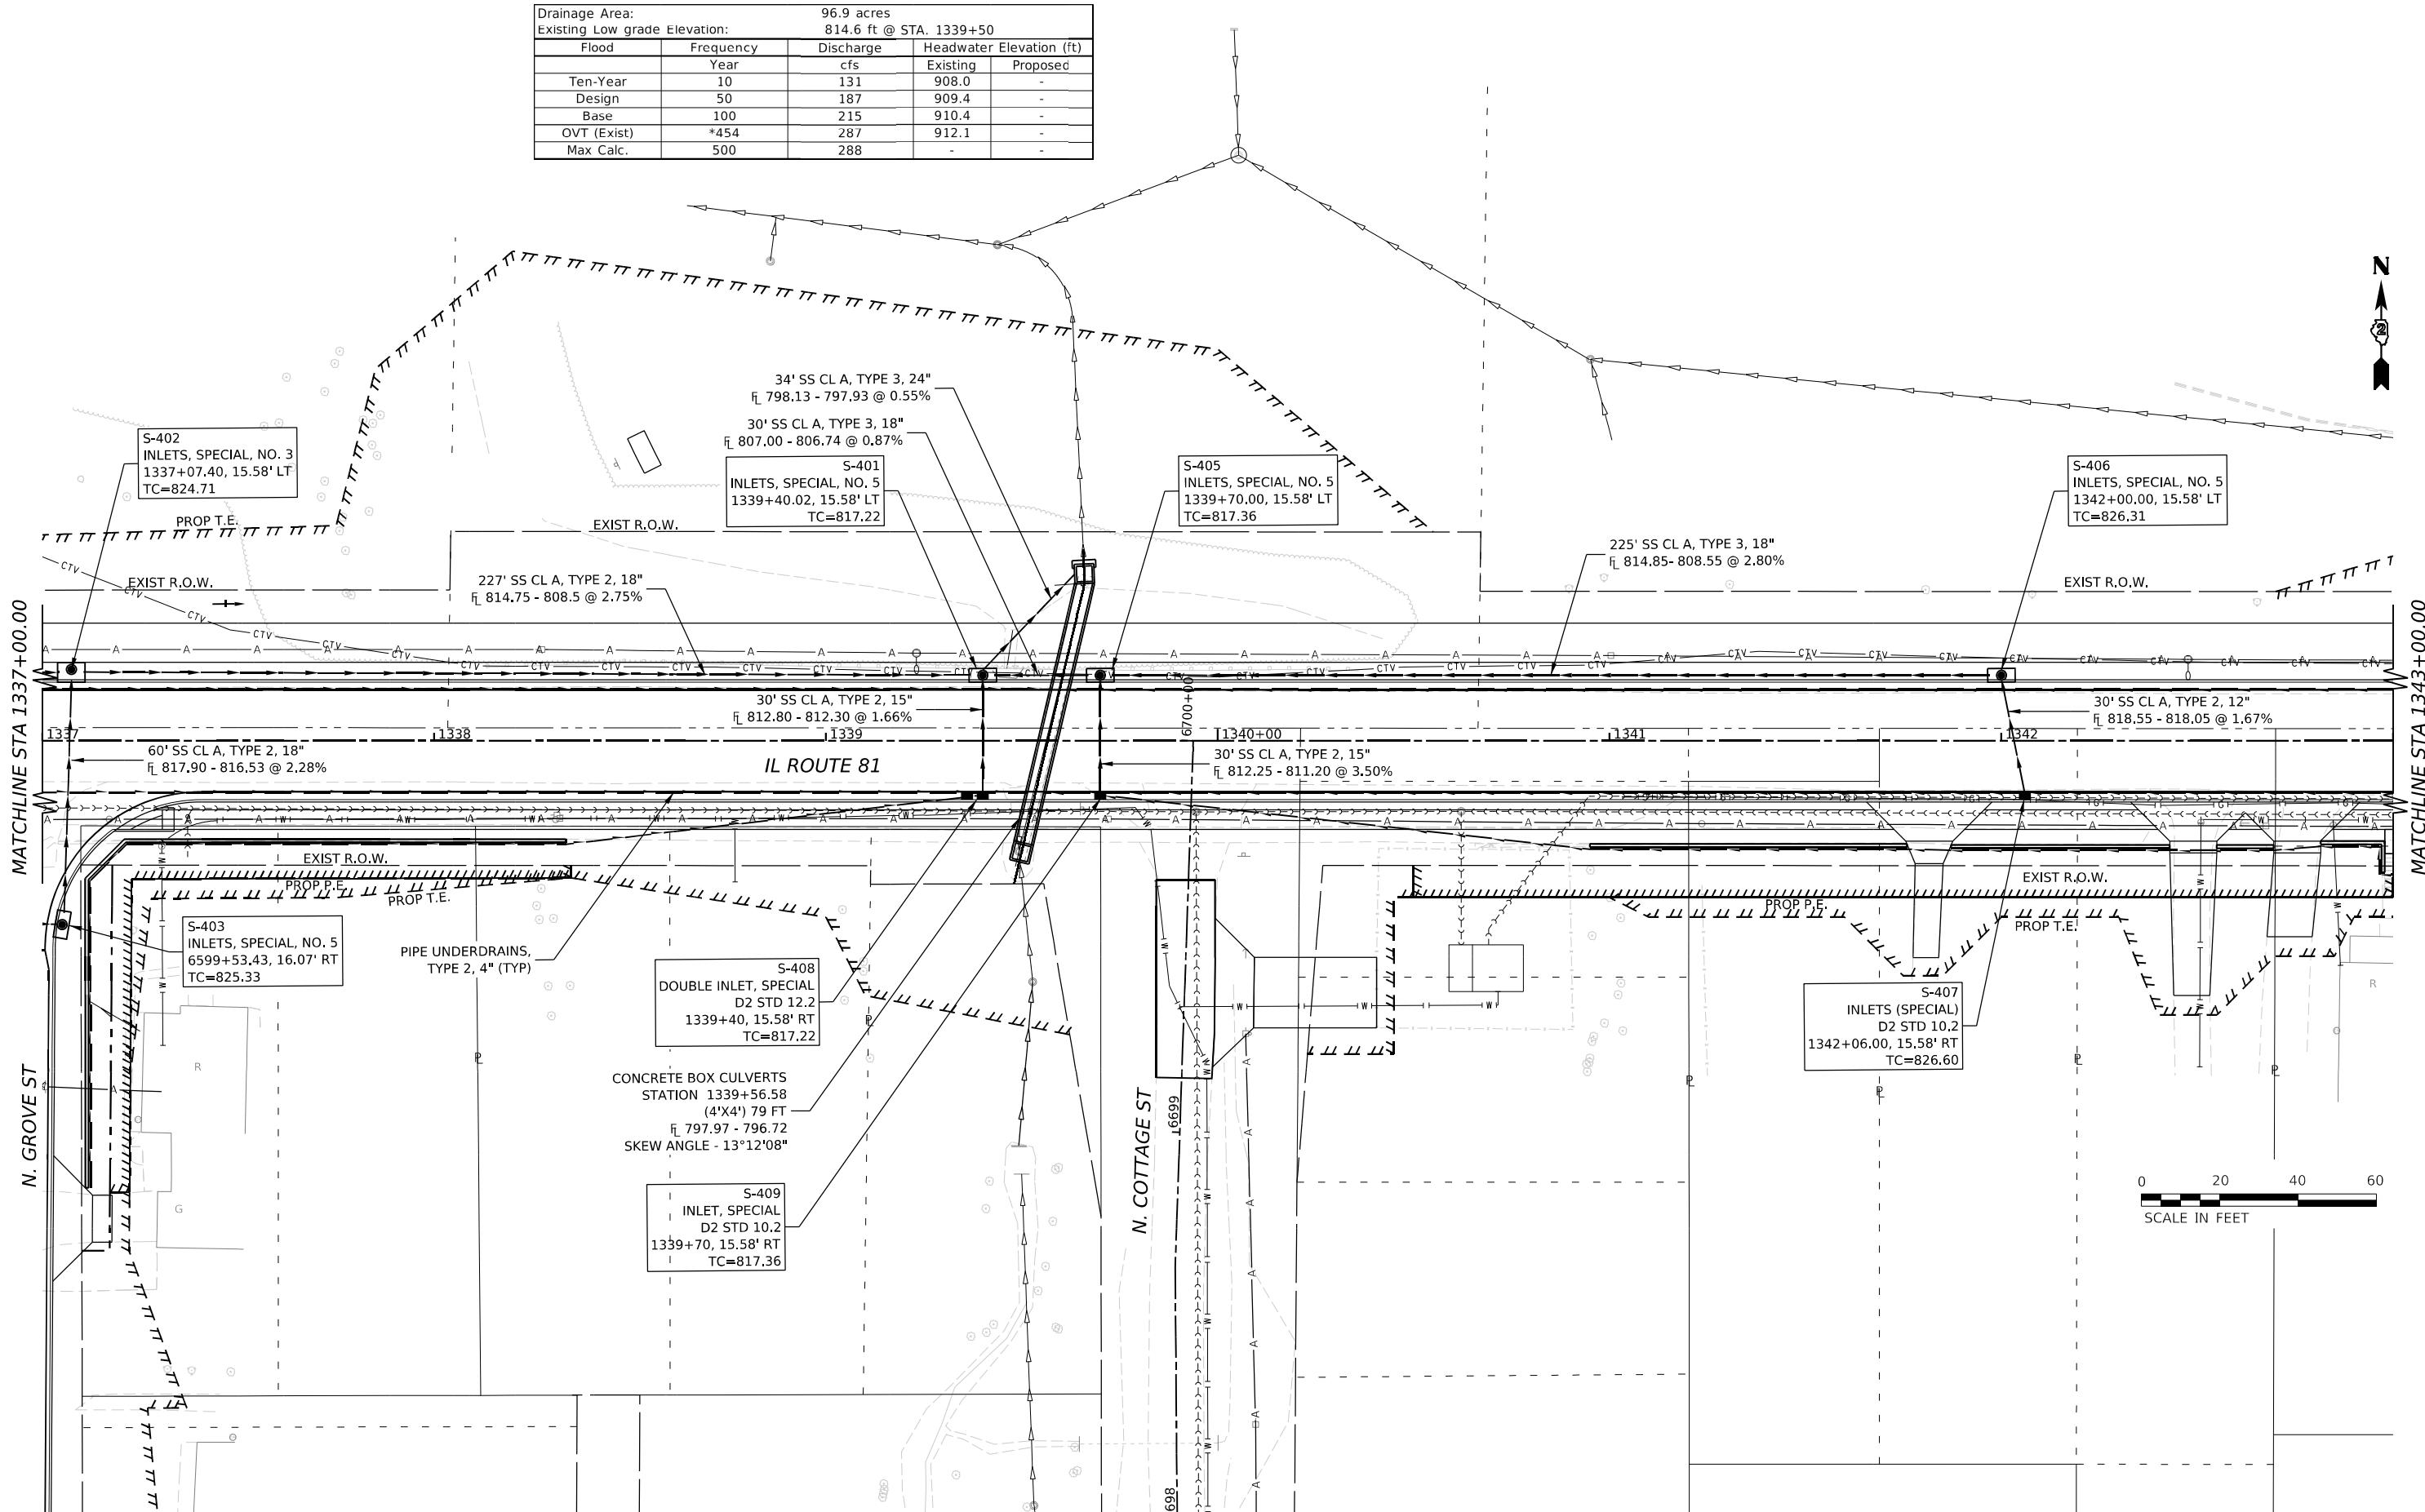 Drainage Area: 96.9 acres
Existing Low grade Elevation: 814.6 ft @ STA. 1339+50
Flood Frequency Discharge Headwater Elevation (ft)
Year cfs Existing Proposed
Ten-Year 10 131 908.0 -
Design 50 187 909.4 -
Base 100 215 910.4 -
OVT (Exist) *454 287 912.1 -
Max Calc. 500 288 - -
N
2
34' SS CL A, TYPE 3, 24"
FL 798.13 - 797.93 @ 0.55%
30' SS CL A, TYPE 3, 18"
FL 807.00 - 806.74 @ 0.87%
S-402
INLETS, SPECIAL, NO. 3
1337+07.40, 15.58' LT
TC=824.71
S-401
INLETS, SPECIAL, NO. 5
1339+40.02, 15.58' LT
TC=817.22
S-405
INLETS, SPECIAL, NO. 5
1339+70.00, 15.58' LT
TC=817.36
S-406
INLETS, SPECIAL, NO. 5
1342+00.00, 15.58' LT
TC=826.31
PROP T.E.
EXIST R.O.W.
EXIST R.O.W.
EXIST R.O.W.
227' SS CL A, TYPE 2, 18"
FL 814.75 - 808.5 @ 2.75%
225' SS CL A, TYPE 3, 18"
FL 814.85- 808.55 @ 2.80%
MATCHLINE STA 1337+00.00
MATCHLINE STA 1343+00.00
30' SS CL A, TYPE 2, 15"
FL 812.80 - 812.30 @ 1.66%
30' SS CL A, TYPE 2, 12"
FL 818.55 - 818.05 @ 1.67%
6700+00
1337
1338
1339
1340+00
1341
1342
60' SS CL A, TYPE 2, 18"
FL 817.90 - 816.53 @ 2.28%
IL ROUTE 81
30' SS CL A, TYPE 2, 15"
FL 812.25 - 811.20 @ 3.50%
EXIST R.O.W.
PROP P.E.
PROP T.E.
EXIST R.O.W.
PROP P.E.
PROP T.E.
S-403
INLETS, SPECIAL, NO. 5
6599+53.43, 16.07' RT
TC=825.33
PIPE UNDERDRAINS,
TYPE 2, 4" (TYP)
S-408
DOUBLE INLET, SPECIAL
D2 STD 12.2
1339+40, 15.58' RT
TC=817.22
S-407
INLETS (SPECIAL)
D2 STD 10.2
1342+06.00, 15.58' RT
TC=826.60
CONCRETE BOX CULVERTS
STATION 1339+56.58
(4'X4') 79 FT
FL 797.97 - 796.72
SKEW ANGLE - 13°12'08"
S-409
INLET, SPECIAL
D2 STD 10.2
1339+70, 15.58' RT
TC=817.36
N. GROVE ST
N. COTTAGE ST
6699
698
R
O
G
R
O
0 20 40 60
SCALE IN FEET